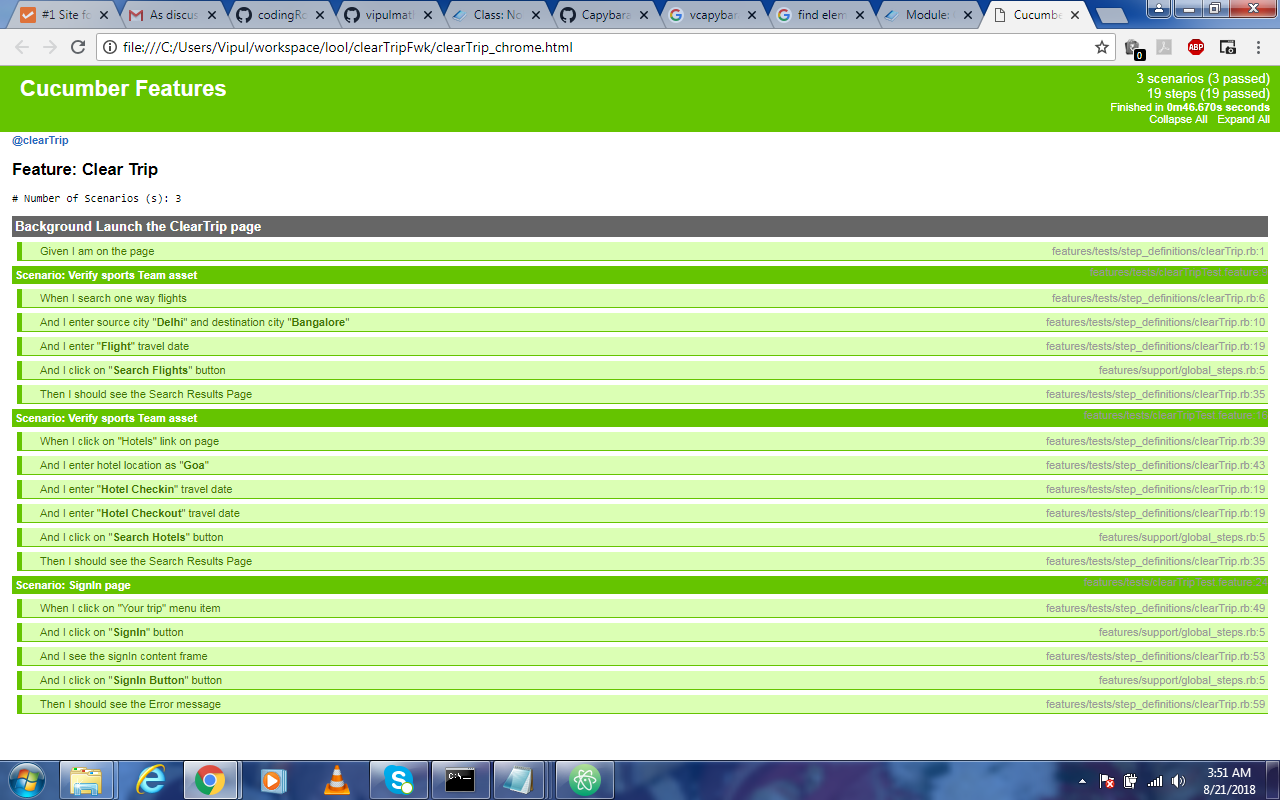 #1 Site fo
As discus
codingRo
vipulmath
Class: No
Capybara
vcapybar
find elem
Module:
Cucumbe
file:///C:/Users/Vipul/workspace/lool/clearTripFwk/clearTrip_chrome.html
0
ABP
Cucumber Features
3 scenarios (3 passed)
19 steps (19 passed)
Finished in 0m46.670s seconds
Collapse All Expand All
@clearTrip
Feature: Clear Trip
# Number of Scenarios (s): 3
Background Launch the ClearTrip page
Given I am on the page features/tests/step_definitions/clearTrip.rb:1
Scenario: Verify sports Team asset
When I search one way flights features/tests/step_definitions/clearTrip.rb:6
And I enter source city "Delhi" and destination city "Bangalore" features/tests/step_definitions/clearTrip.rb:10
And I enter "Flight" travel date features/tests/step_definitions/clearTrip.rb:19
And I click on "Search Flights" button features/support/global_steps.rb:5
Then I should see the Search Results Page features/tests/step_definitions/clearTrip.rb:35
Scenario: Verify sports Team asset
When I click on "Hotels" link on page features/tests/step_definitions/clearTrip.rb:39
And I enter hotel location as "Goa" features/tests/step_definitions/clearTrip.rb:43
And I enter "Hotel Checkin" travel date features/tests/step_definitions/clearTrip.rb:19
And I enter "Hotel Checkout" travel date features/tests/step_definitions/clearTrip.rb:19
And I click on "Search Hotels" button features/support/global_steps.rb:5
Then I should see the Search Results Page features/tests/step_definitions/clearTrip.rb:35
Scenario: SignIn page
When I click on "Your trip" menu item features/tests/step_definitions/clearTrip.rb:49
And I click on "SignIn" button features/support/global_steps.rb:5
And I see the signIn content frame features/tests/step_definitions/clearTrip.rb:53
And I click on "SignIn Button" button features/support/global_steps.rb:5
Then I should see the Error message features/tests/step_definitions/clearTrip.rb:59
3:51 AM
8/21/2018